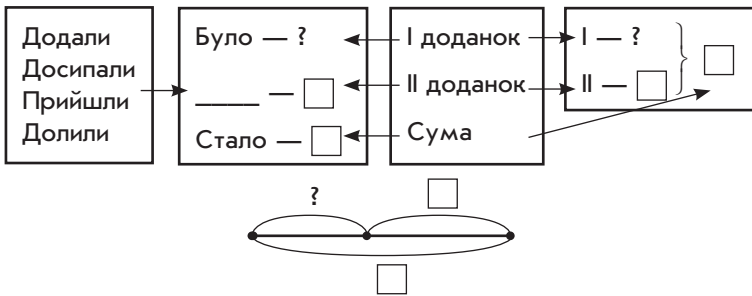 Додали
Досипали
Прийшли
Долили
Було — ?
_____ —
Стало —
І доданок
ІІ доданок
Сума
І — ?
ІІ —
?